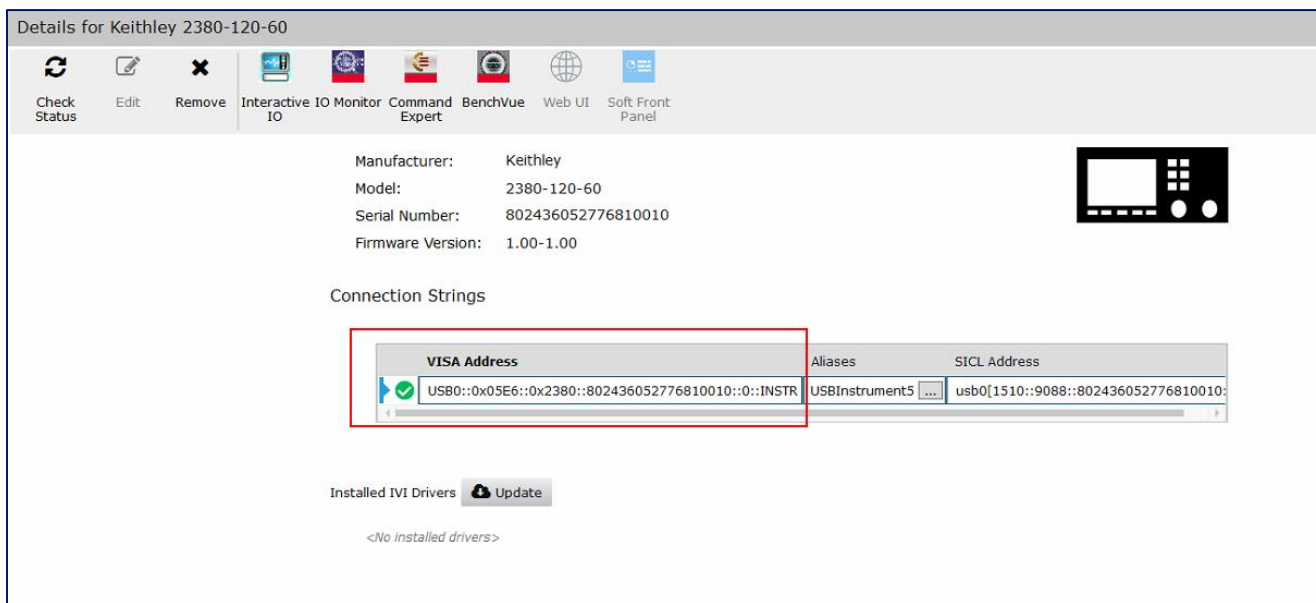 Details for Keithley 2380-120-60
Check Status
Edit
Remove
Interactive IO
IO Monitor
Command Expert
BenchVue
Web UI
Soft Front Panel
Manufacturer: Keithley
Model: 2380-120-60
Serial Number: 802436052776810010
Firmware Version: 1.00-1.00
Connection Strings
VISA Address Aliases SICL Address
USB0::0x05E6::0x2380::802436052776810010::0::INSTR USBInstrument5 ... usb0[1510::9088::802436052776810010:
Installed IVI Drivers Update
<No installed drivers>